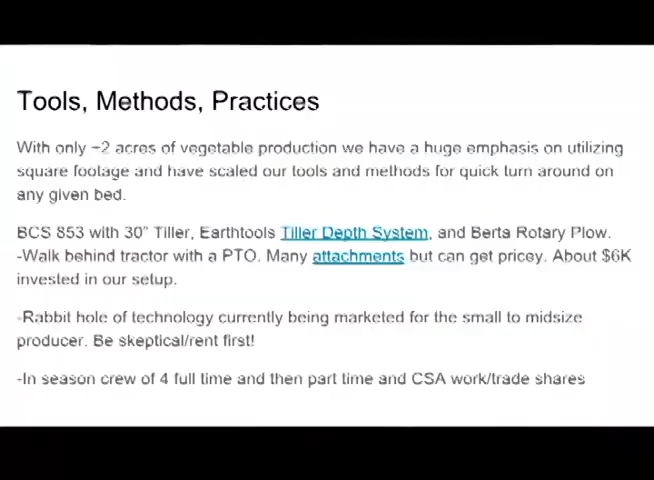 Tools, Methods, Practices
With only ~2 acres of vegetable production we have a huge emphasis on utilizing
square footage and have scaled our tools and methods for quick turn around on
any given bed.
BCS 853 with 30” Tiller, Earthtools Tiller Depth System, and Berta Rotary Plow.
-Walk behind tractor with a PTO. Many attachments but can get pricey. About $6K
invested in our setup.
-Rabbit hole of technology currently being marketed for the small to midsize
producer. Be skeptical/rent first!
-In season crew of 4 full time and then part time and CSA work/trade shares